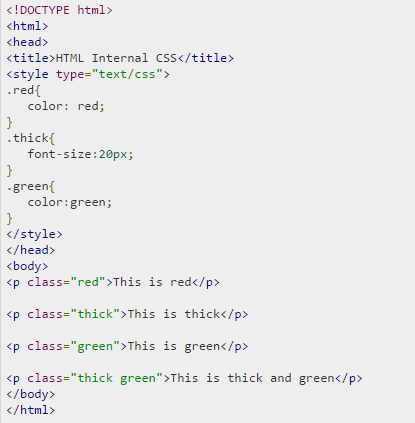 <!DOCTYPE html>
<html>
<head>
<title>HTML Internal CSS</title>
<style type="text/css">
.red{
   color: red;
}
.thick{
   font-size:20px;
}
.green{
   color:green;
}
</style>
</head>
<body>
<p class="red">This is red</p>

<p class="thick">This is thick</p>

<p class="green">This is green</p>

<p class="thick green">This is thick and green</p>
</body>
</html>